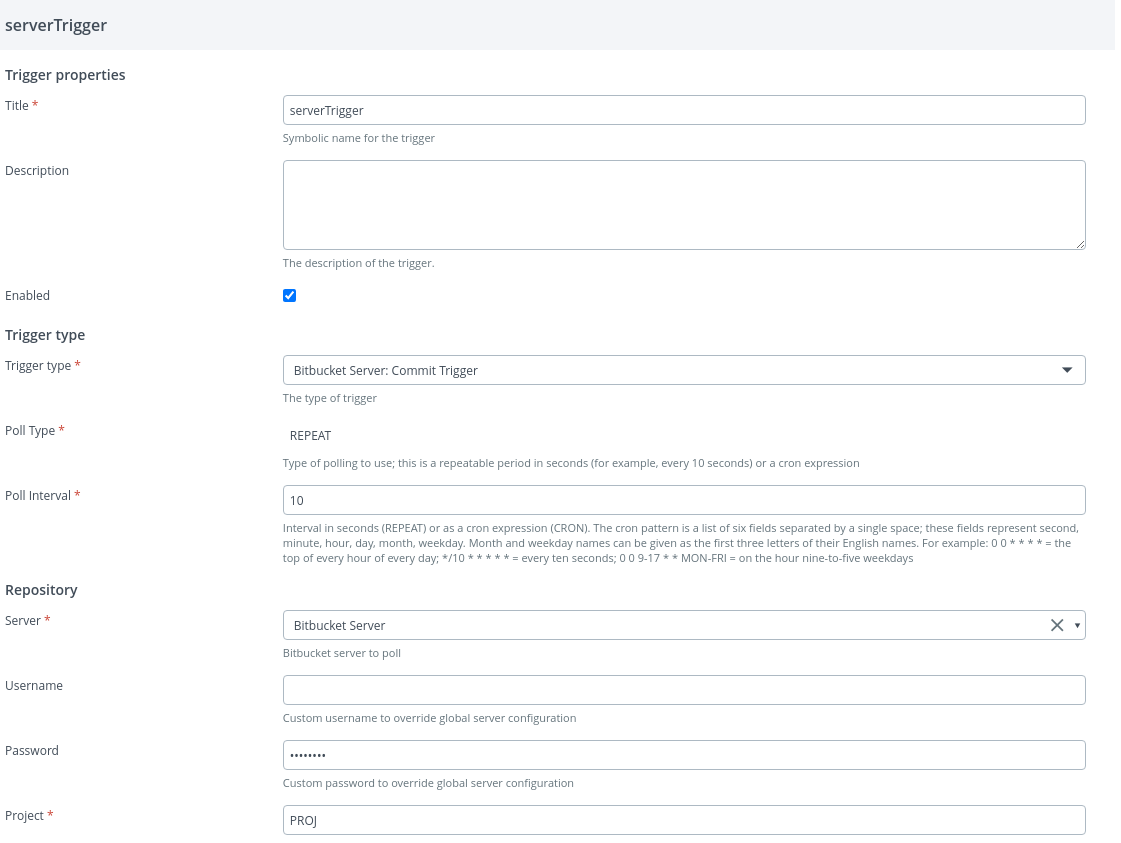 serverTrigger
Trigger properties
Title *
serverTrigger
Symbolic name for the trigger
Description
The description of the trigger.
Enabled
Trigger type
Trigger type *
Bitbucket Server: Commit Trigger
The type of trigger
Poll Type *
REPEAT
Type of polling to use; this is a repeatable period in seconds (for example, every 10 seconds) or a cron expression
Poll Interval *
10
Interval in seconds (REPEAT) or as a cron expression (CRON). The cron pattern is a list of six fields separated by a single space; these fields represent second,
minute, hour, day, month, weekday. Month and weekday names can be given as the first three letters of their English names. For example: 0 0 * * * * = the
top of every hour of every day; */10 * * * * * = every ten seconds; 0 0 9-17 * * MON-FRI = on the hour nine-to-five weekdays
Repository
Server *
Bitbucket Server
Bitbucket server to poll
Username
Custom username to override global server configuration
Password
••••••••
Custom password to override global server configuration
Project *
PROJ